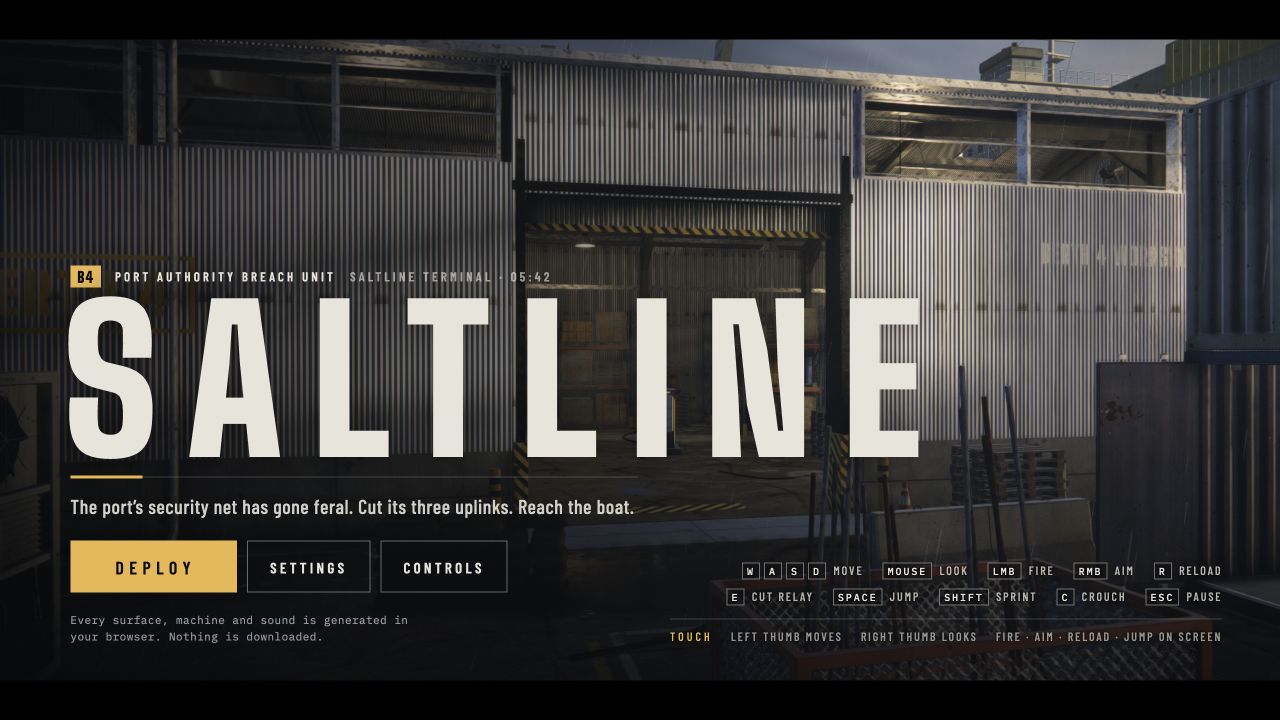 B4 PORT AUTHORITY BREACH UNIT SALTLINE TERMINAL · 05:42
SALTLINE
The port’s security net has gone feral. Cut its three uplinks. Reach the boat.
DEPLOY SETTINGS CONTROLS
Every surface, machine and sound is generated in
your browser. Nothing is downloaded.
W A S D MOVE MOUSE LOOK LMB FIRE RMB AIM R RELOAD
E CUT RELAY SPACE JUMP SHIFT SPRINT C CROUCH ESC PAUSE
TOUCH LEFT THUMB MOVES RIGHT THUMB LOOKS FIRE · AIM · RELOAD · JUMP ON SCREEN